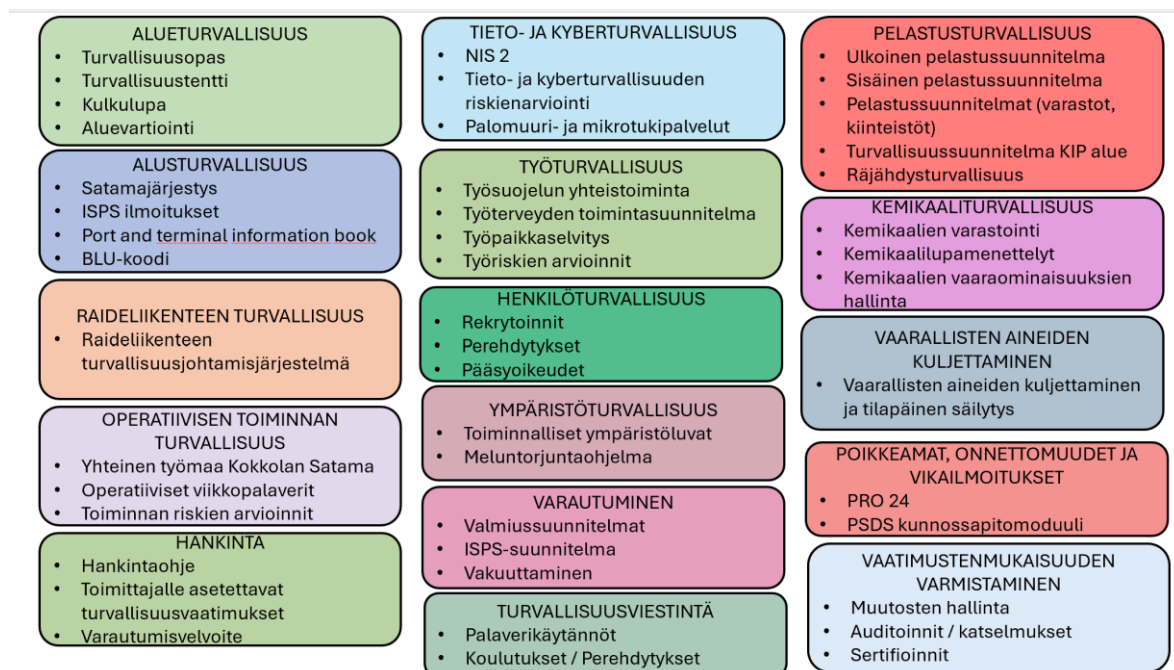 ALUETURVALLISUUS
• Turvallisuusopas
• Turvallisuustentti
• Kulkulupa
• Aluevartiointi
ALUSTURVALLISUUS
• Satamajärjestys
• ISPS ilmoitukset
• Port and terminal information book
• BLU-koodi
RAIDELIIKENTEEN TURVALLISUUS
• Raideliikenteen
turvallisuusjohtamisjärjestelmä
OPERATIIVISEN TOIMINNAN
TURVALLISUUS
• Yhteinen työmaa Kokkolan Satama
• Operatiiviset viikkopalaverit
• Toiminnan riskien arvioinnit
HANKINTA
• Hankintaohje
• Toimittajalle asetettavat
turvallisuusvaatimukset
• Varautumisvelvoite
TIETO- JA KYBERTURVALLISUUS
• NIS 2
• Tieto- ja kyberturvallisuuden
riskienarviointi
• Palomuuri- ja mikrotukipalvelut
TYÖTURVALLISUUS
• Työsuojelun yhteistoiminta
• Työterveyden toimintasuunnitelma
• Työpaikkaselvitys
• Työriskien arvioinnit
HENKILÖTURVALLISUUS
• Rekrytoinnit
• Perehdytykset
• Pääsyoikeudet
YMPÄRISTÖTURVALLISUUS
• Toiminnalliset ympäristöluvat
• Meluntorjuntaohjelma
VARAUTUMINEN
• Valmiussuunnitelmat
• ISPS-suunnitelma
• Vakuuttaminen
TURVALLISUUSVIESTINTÄ
• Palaverikäytännöt
• Koulutukset / Perehdytykset
PELASTUSTURVALLISUUS
• Ulkoinen pelastussuunnitelma
• Sisäinen pelastussuunnitelma
• Pelastussuunnitelmat (varastot,
kiinteistöt)
• Turvallisuussuunnitelma KIP alue
• Räjähdysturvallisuus
KEMIKAALITURVALLISUUS
• Kemikaalien varastointi
• Kemikaalilupamenettelyt
• Kemikaalien vaaraominaisuuksien
hallinta
VAARALLISTEN AINEIDEN
KULJETTAMINEN
• Vaarallisten aineiden kuljettaminen
ja tilapäinen säilytys
POIKKEAMAT, ONNETTOMUUDET JA
VIKAILMOITUKSET
• PRO 24
• PSDS kunnossapitomoduuli
VAATIMUSTENMUKAISUUDEN
VARMISTAMINEN
• Muutosten hallinta
• Auditoinnit / katselmukset
• Sertifioinnit